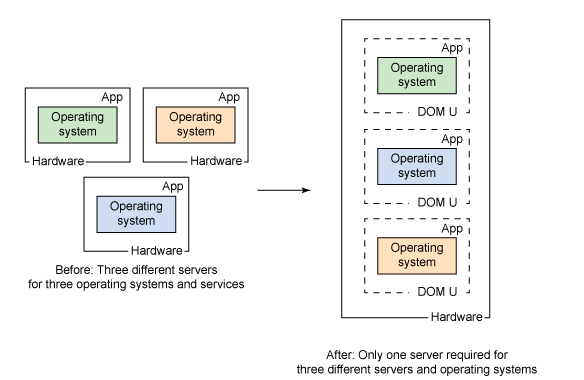 App
Operating
system
Hardware
App
Operating
system
Hardware
App
Operating
system
Hardware
Before: Three different servers
for three operating systems and services
App
Operating
system
DOM U
App
Operating
system
DOM U
App
Operating
system
DOM U
Hardware
After: Only one server required for
three different servers and operating systems